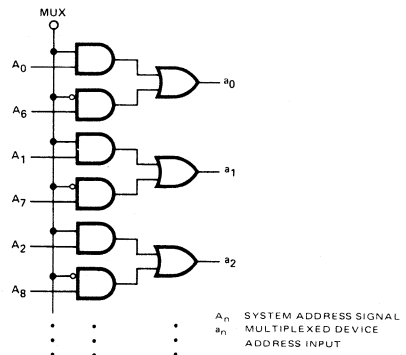 MUX
A0
a0
A6
A1
a1
A7
A2
a2
A8
An SYSTEM ADDRESS SIGNAL
an MULTIPLEXED DEVICE
ADDRESS INPUT